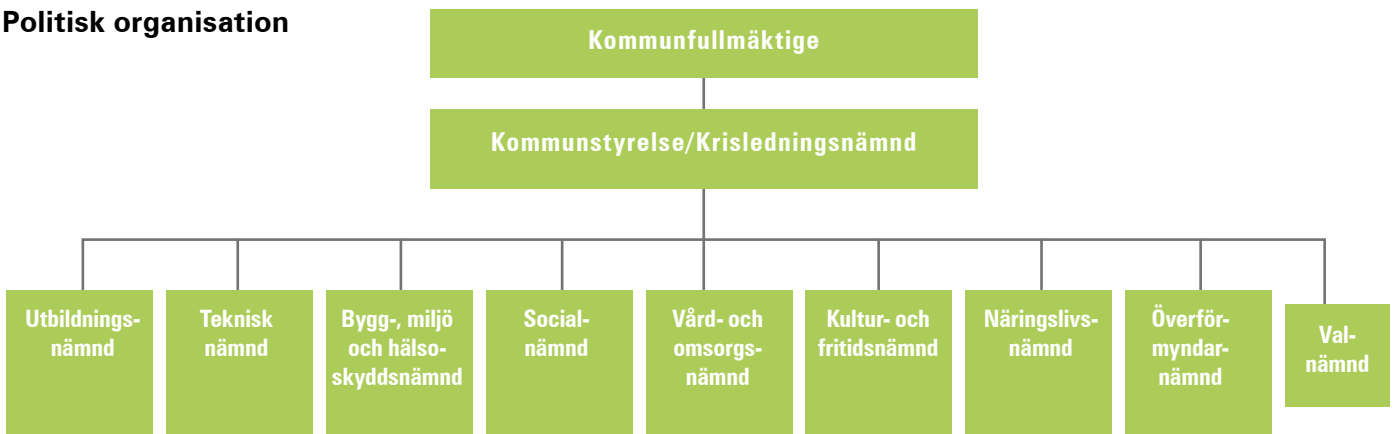 Politisk organisation
Kommunfullmäktige
Kommunstyrelse/Krisledningsnämnd
Utbildnings-
nämnd
Teknisk
nämnd
Bygg-, miljö
och hälso-
skyddsnämnd
Social-
nämnd
Vård- och
omsorgs-
nämnd
Kultur- och
fritidsnämnd
Näringslivs-
nämnd
Överför-
myndar-
nämnd
Val-
nämnd